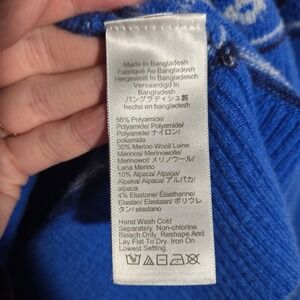 Made In Bangladesh
Fabriqué Au Bangladesh
Hergestellt In Bangladesch
Vervaardigd In
Bangladesh
バングラディシュ製
hecho en bangladesh
56% Polyamide/
Polyamide/ Polyamid/
Polyamide/ ナイロン/
poliamida
30% Merino Wool/ Laine
Mérinos/ Merinowolle/
Merinowol/ メリノウール/
Lana Merino
10% Alpaca/ Alpaga/
Alpaka/ Alpaca/ アルパカ/
alpaca
4% Elastane/ Élasthanne/
Elastan/ Elastaan/ ポリウレ
タン/ elastano
Hand Wash Cold
Separately, Non-chlorine
Bleach Only, Reshape And
Lay Flat To Dry, Iron On
Lowest Setting.